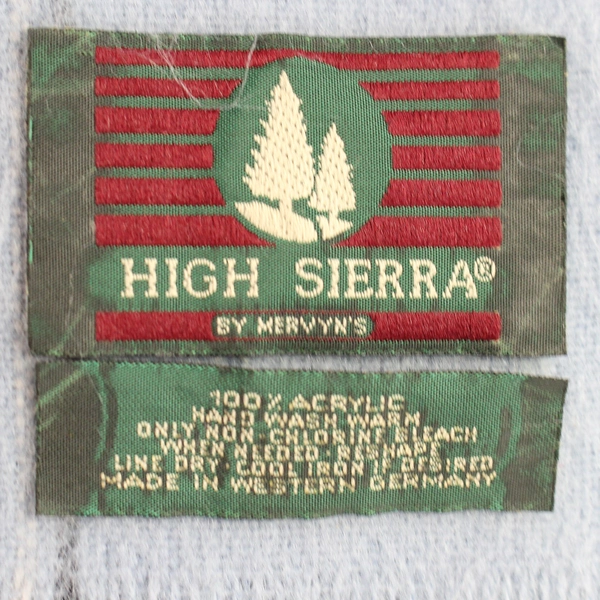 HIGH SIERRA®
BY MERVYN'S
100% ACRYLIC
HAND WASH WARM
ONLY NON-CHLORINE BLEACH
WHEN NEEDED. RESHAPE
LINE DRY. COOL IRON IF DESIRED
MADE IN WESTERN GERMANY